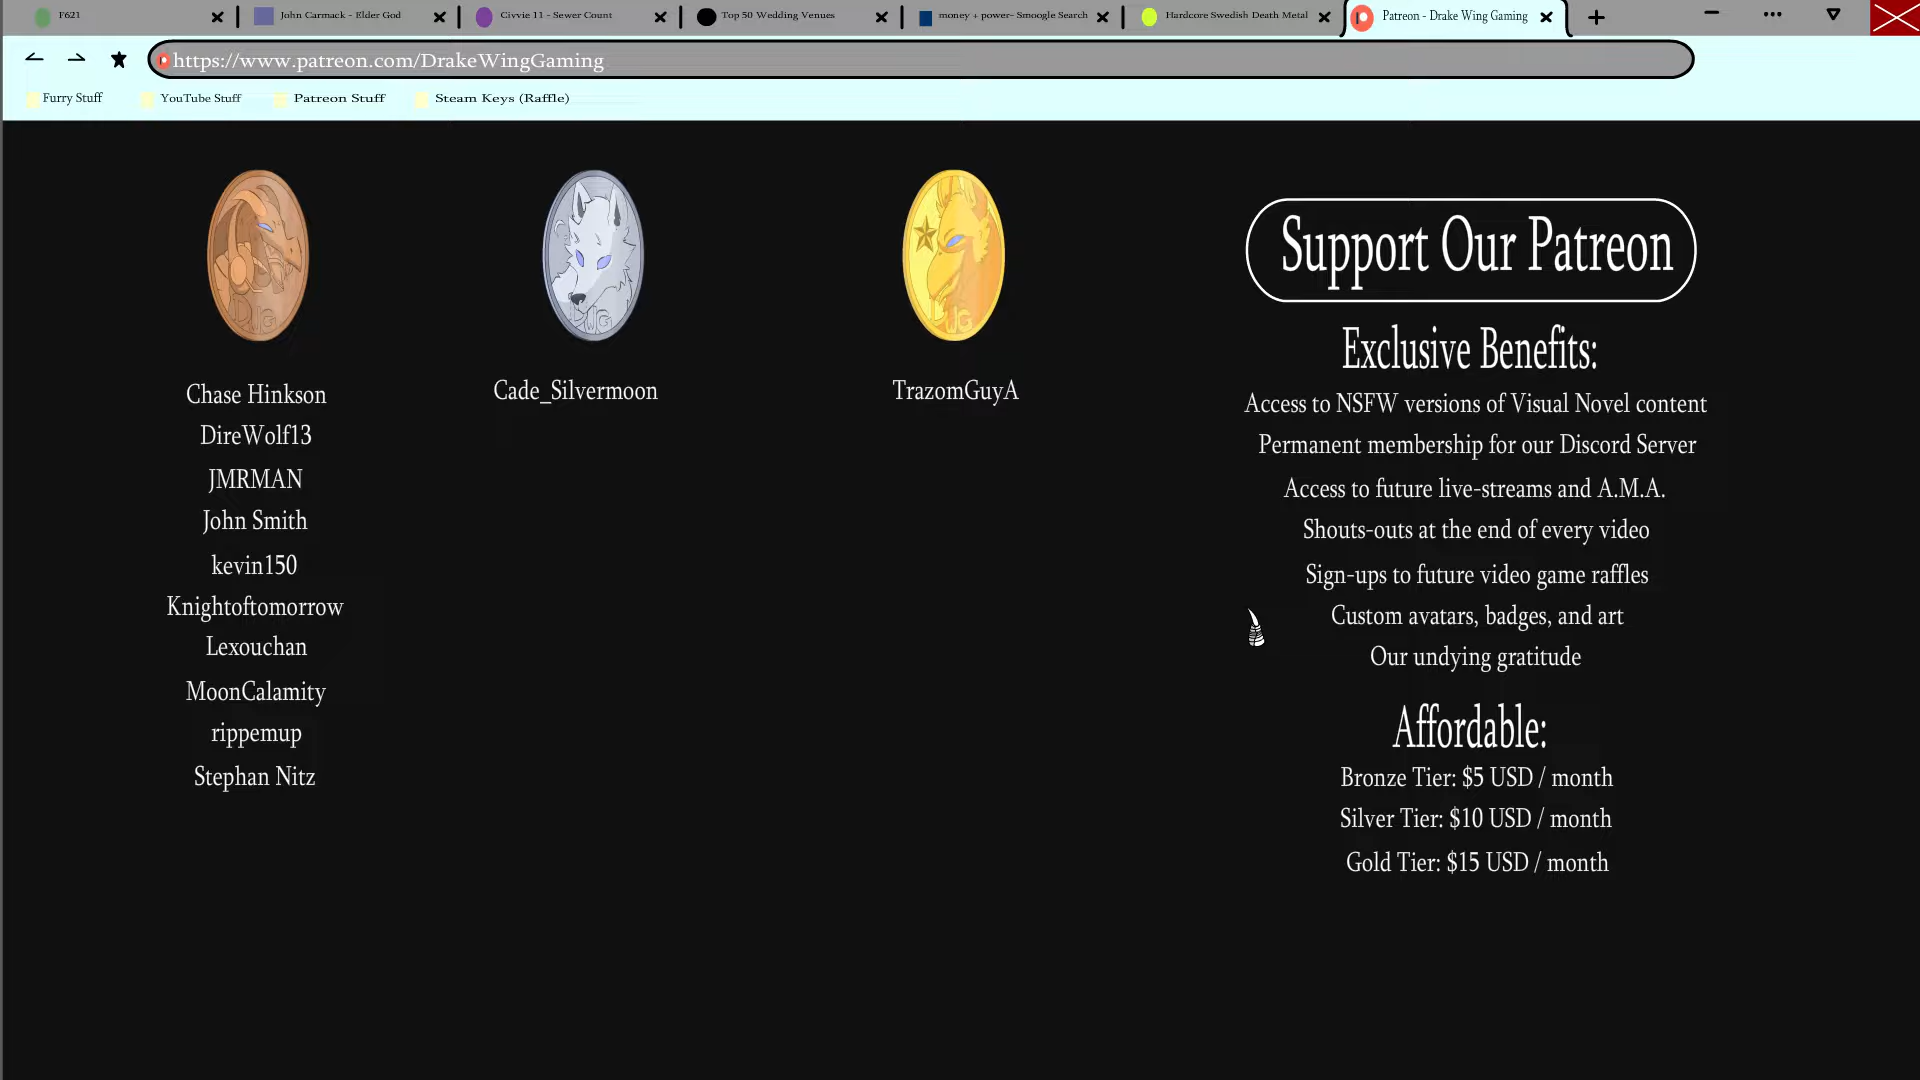 F621
John Carmack - Elder God
Civvie 11 - Sewer Count
Top 50 Wedding Venues
money + power- Smoogle Search
Hardcore Swedish Death Metal
Patreon - Drake Wing Gaming
https://www.patreon.com/DrakeWingGaming
Furry Stuff
YouTube Stuff
Patreon Stuff
Steam Keys (Raffle)
DWG
DWG
DWG
Chase Hinkson
DireWolf13
JMRMAN
John Smith
kevin150
Knightoftomorrow
Lexouchan
MoonCalamity
rippemup
Stephan Nitz
Cade_Silvermoon
TrazomGuyA
Support Our Patreon
Exclusive Benefits:
Access to NSFW versions of Visual Novel content
Permanent membership for our Discord Server
Access to future live-streams and A.M.A.
Shouts-outs at the end of every video
Sign-ups to future video game raffles
Custom avatars, badges, and art
Our undying gratitude
Affordable:
Bronze Tier: $5 USD / month
Silver Tier: $10 USD / month
Gold Tier: $15 USD / month